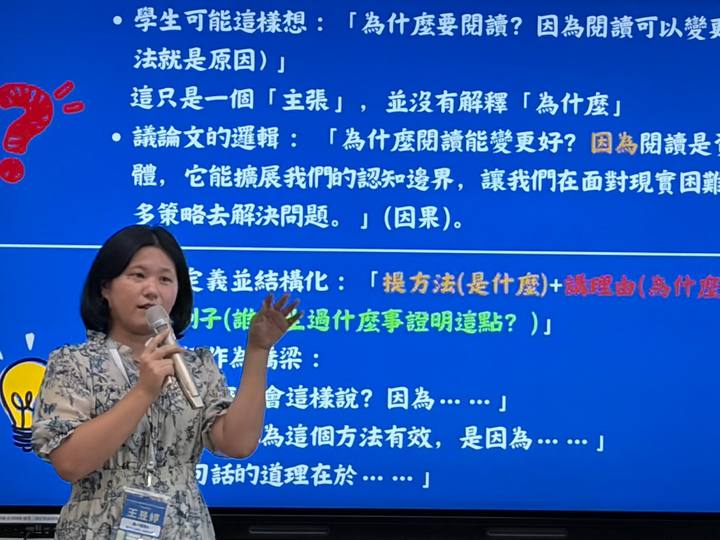 • 學生可能這樣想：「為什麼要閱讀？因為閱讀可以變更
法就是原因）」
這只是一個「主張」，並沒有解釋「為什麼」
• 議論文的邏輯：「為什麼閱讀能變更好？因為閱讀是
體，它能擴展我們的認知邊界，讓我們在面對現實困難
多策略去解決問題。」(因果)。
定義並結構化：「提方法(是什麼)+講理由(為什麼
例子(誰 過什麼事證明這點？)」
作為橋梁：
會這樣說？因為……」
為這個方法有效，是因為……」
句話的道理在於……」
王昱婷